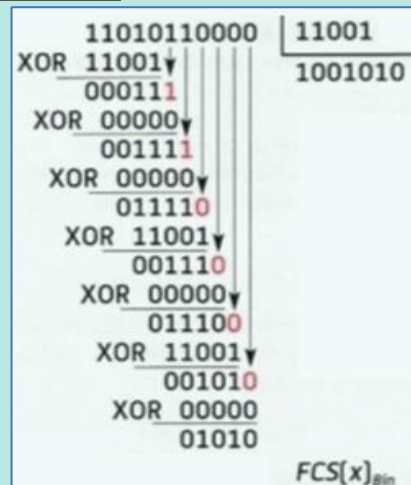 11010110000 11001
XOR 11001 1001010
000111
XOR 00000
001111
XOR 00000
011110
XOR 11001
001110
XOR 00000
011100
XOR 11001
001010
XOR 00000
01010
FCS(x)Bin